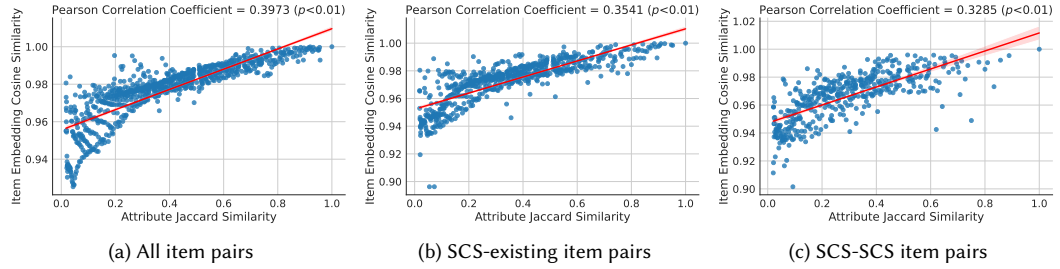 Pearson Correlation Coefficient = 0.3973 (p<0.01)
Item Embedding Cosine Similarity
1.00
0.98
0.96
0.94
0.0 0.2 0.4 0.6 0.8 1.0
Attribute Jaccard Similarity
(a) All item pairs
Pearson Correlation Coefficient = 0.3541 (p<0.01)
Item Embedding Cosine Similarity
1.00
0.98
0.96
0.94
0.92
0.90
0.0 0.2 0.4 0.6 0.8 1.0
Attribute Jaccard Similarity
(b) SCS-existing item pairs
Pearson Correlation Coefficient = 0.3285 (p<0.01)
Item Embedding Cosine Similarity
1.02
1.00
0.98
0.96
0.94
0.92
0.90
0.0 0.2 0.4 0.6 0.8 1.0
Attribute Jaccard Similarity
(c) SCS-SCS item pairs